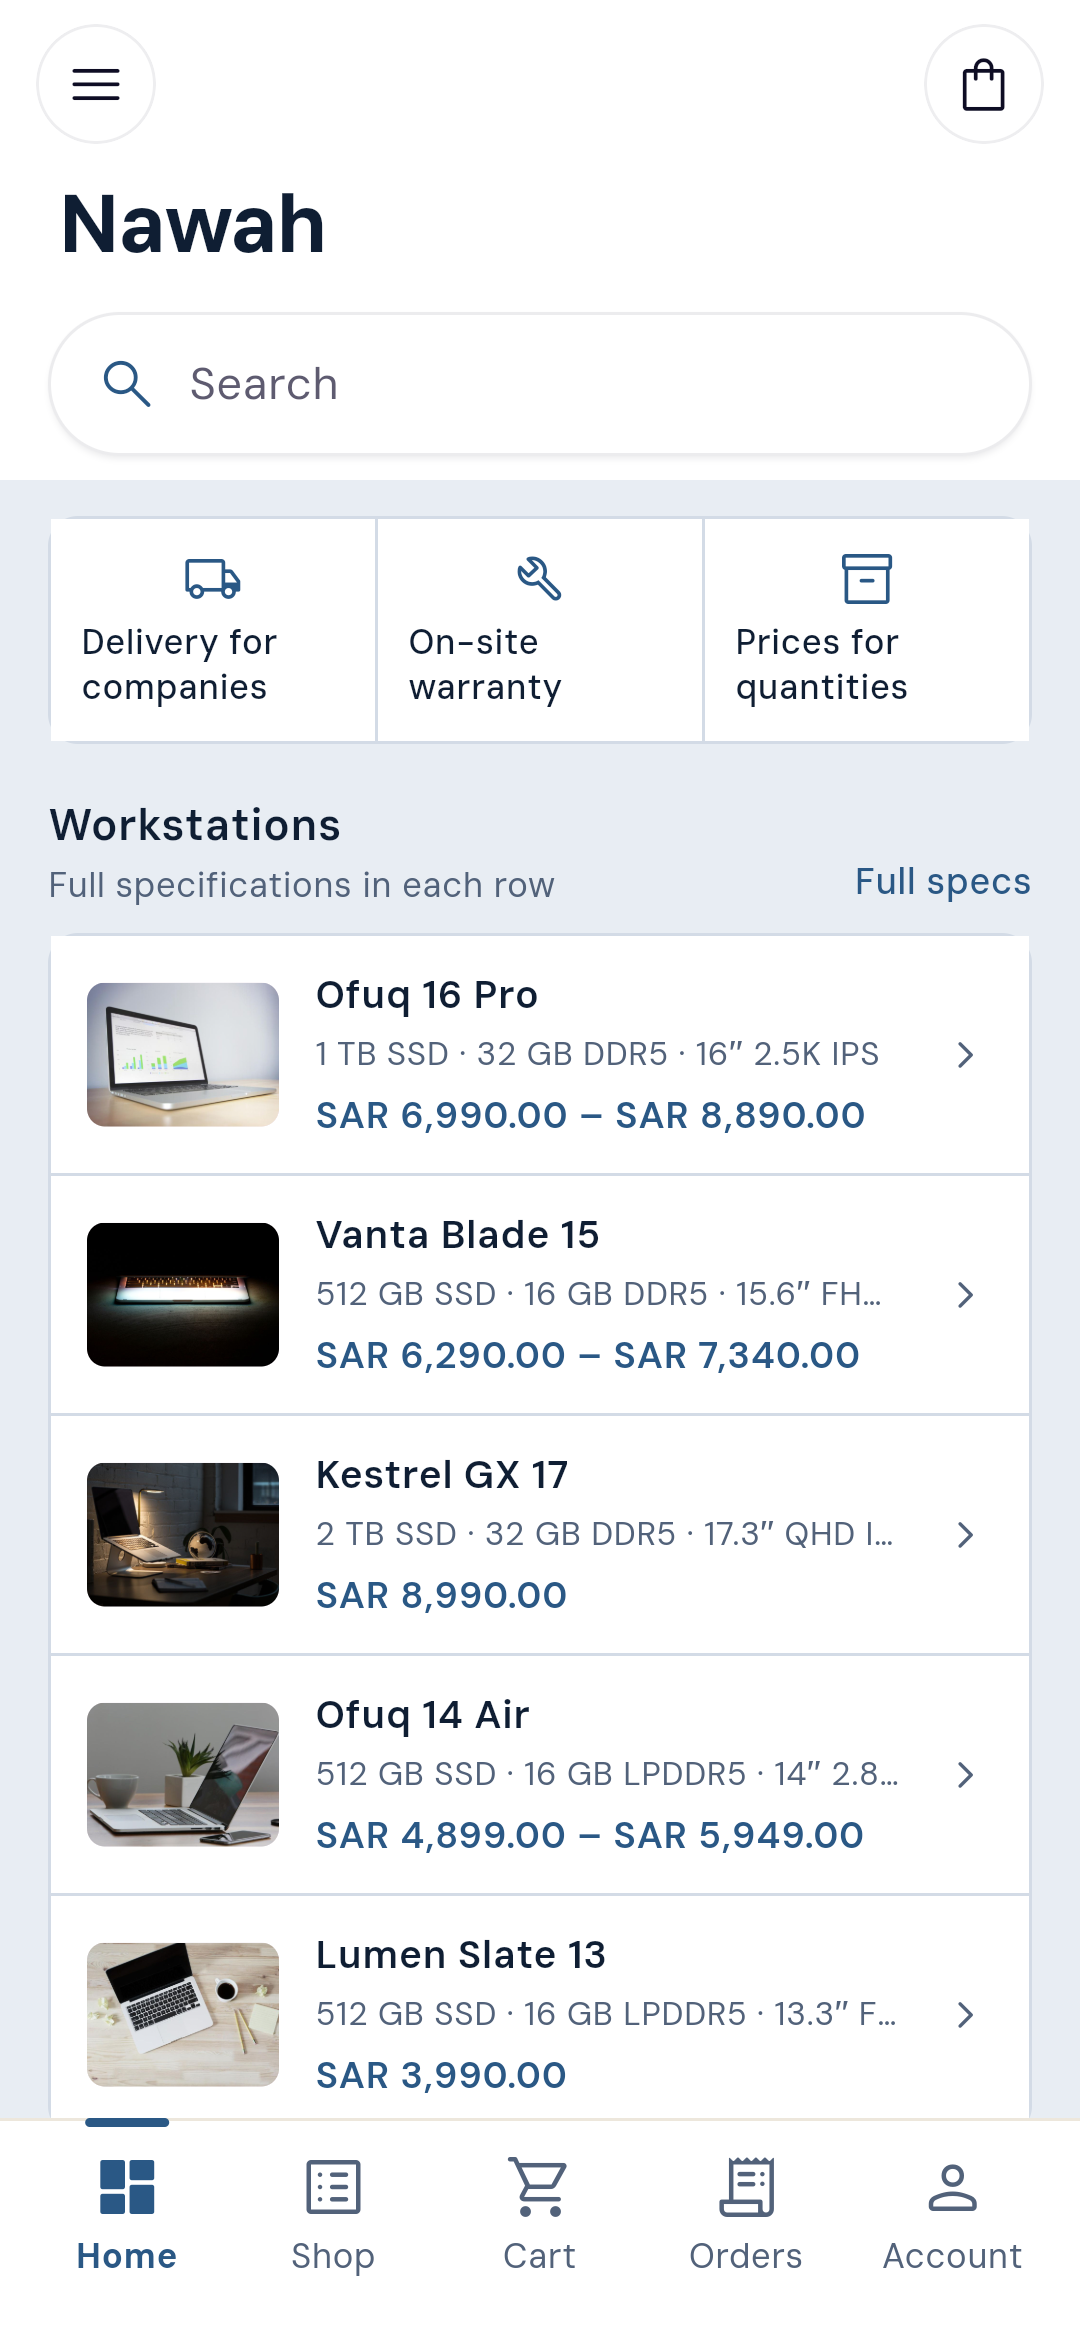 Nawah
Search
Delivery for
companies
On-site
warranty
Prices for
quantities
Workstations
Full specifications in each row
Full specs
Ofuq 16 Pro
1 TB SSD · 32 GB DDR5 · 16″ 2.5K IPS
SAR 6,990.00 – SAR 8,890.00
Vanta Blade 15
512 GB SSD · 16 GB DDR5 · 15.6″ FH…
SAR 6,290.00 – SAR 7,340.00
Kestrel GX 17
2 TB SSD · 32 GB DDR5 · 17.3″ QHD I…
SAR 8,990.00
Ofuq 14 Air
512 GB SSD · 16 GB LPDDR5 · 14″ 2.8…
SAR 4,899.00 – SAR 5,949.00
Lumen Slate 13
512 GB SSD · 16 GB LPDDR5 · 13.3″ F…
SAR 3,990.00
Home
Shop
Cart
Orders
Account